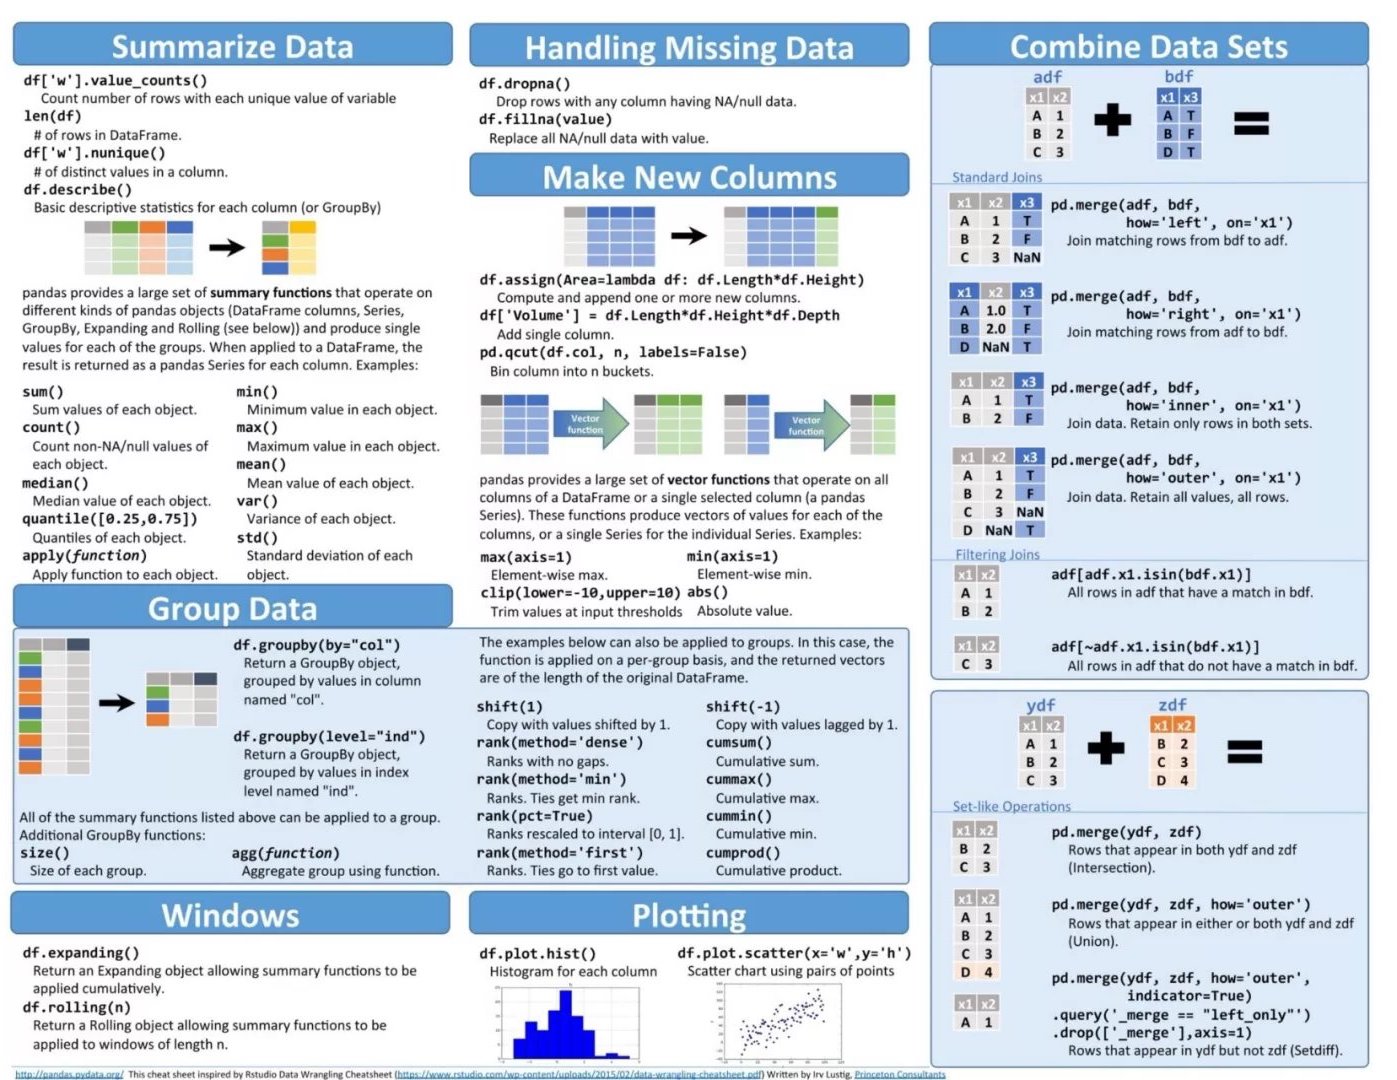 Summarize Data
df['w'].value_counts()
Count number of rows with each unique value of variable
len(df)
# of rows in DataFrame.
df['w'].nunique()
# of distinct values in a column.
df.describe()
Basic descriptive statistics for each column (or GroupBy)
pandas provides a large set of summary functions that operate on
different kinds of pandas objects (DataFrame columns, Series,
GroupBy, Expanding and Rolling (see below)) and produce single
values for each of the groups. When applied to a DataFrame, the
result is returned as a pandas Series for each column. Examples:
sum()
Sum values of each object.
count()
Count non-NA/null values of
each object.
median()
Median value of each object.
quantile([0.25,0.75])
Quantiles of each object.
apply(function)
Apply function to each object.
min()
Minimum value in each object.
max()
Maximum value in each object.
mean()
Mean value of each object.
var()
Variance of each object.
std()
Standard deviation of each
object.
Handling Missing Data
df.dropna()
Drop rows with any column having NA/null data.
df.fillna(value)
Replace all NA/null data with value.
Make New Columns
df.assign(Area=lambda df: df.Length*df.Height)
Compute and append one or more new columns.
df['Volume'] = df.Length*df.Height*df.Depth
Add single column.
pd.qcut(df.col, n, labels=False)
Bin column into n buckets.
Vector
function
Vector
function
pandas provides a large set of vector functions that operate on all
columns of a DataFrame or a single selected column (a pandas
Series). These functions produce vectors of values for each of the
columns, or a single Series for the individual Series. Examples:
max(axis=1)
Element-wise max.
clip(lower=-10,upper=10)
Trim values at input thresholds
min(axis=1)
Element-wise min.
abs()
Absolute value.
Group Data
df.groupby(by="col")
Return a GroupBy object,
grouped by values in column
named "col".
df.groupby(level="ind")
Return a GroupBy object,
grouped by values in index
level named "ind".
All of the summary functions listed above can be applied to a group.
Additional GroupBy functions:
size()
Size of each group.
agg(function)
Aggregate group using function.
The examples below can also be applied to groups. In this case, the
function is applied on a per-group basis, and the returned vectors
are of the length of the original DataFrame.
shift(1)
Copy with values shifted by 1.
rank(method='dense')
Ranks with no gaps.
rank(method='min')
Ranks. Ties get min rank.
rank(pct=True)
Ranks rescaled to interval [0, 1].
rank(method='first')
Ranks. Ties go to first value.
shift(-1)
Copy with values lagged by 1.
cumsum()
Cumulative sum.
cummax()
Cumulative max.
cummin()
Cumulative min.
cumprod()
Cumulative product.
Windows
df.expanding()
Return an Expanding object allowing summary functions to be
applied cumulatively.
df.rolling(n)
Return a Rolling object allowing summary functions to be
applied to windows of length n.
Plotting
df.plot.hist()
Histogram for each column
df.plot.scatter(x='w',y='h')
Scatter chart using pairs of points
Combine Data Sets
adf
x1 x2
A 1
B 2
C 3
bdf
x1 x3
A T
B F
D T
Standard Joins
x1 x2 x3
A 1 T
B 2 F
C 3 NaN
pd.merge(adf, bdf,
how='left', on='x1')
Join matching rows from bdf to adf.
x1 x2 x3
A 1.0 T
B 2.0 F
D NaN T
pd.merge(adf, bdf,
how='right', on='x1')
Join matching rows from adf to bdf.
x1 x2 x3
A 1 T
B 2 F
pd.merge(adf, bdf,
how='inner', on='x1')
Join data. Retain only rows in both sets.
x1 x2 x3
A 1 T
B 2 F
C 3 NaN
D NaN T
pd.merge(adf, bdf,
how='outer', on='x1')
Join data. Retain all values, all rows.
Filtering Joins
x1 x2
A 1
B 2
adf[adf.x1.isin(bdf.x1)]
All rows in adf that have a match in bdf.
x1 x2
C 3
adf[~adf.x1.isin(bdf.x1)]
All rows in adf that do not have a match in bdf.
ydf
x1 x2
A 1
B 2
C 3
zdf
x1 x2
B 2
C 3
D 4
Set-like Operations
x1 x2
B 2
C 3
pd.merge(ydf, zdf)
Rows that appear in both ydf and zdf
(Intersection).
x1 x2
A 1
B 2
C 3
D 4
pd.merge(ydf, zdf, how='outer')
Rows that appear in either or both ydf and zdf
(Union).
x1 x2
A 1
pd.merge(ydf, zdf, how='outer',
indicator=True)
.query('_merge == "left_only"')
.drop(['_merge'],axis=1)
Rows that appear in ydf but not zdf (Setdiff).
http://pandas.pydata.org/ This cheat sheet inspired by Rstudio Data Wrangling Cheatsheet (https://www.rstudio.com/wp-content/uploads/2015/02/data-wrangling-cheatsheet.pdf) Written by Irv Lustig, Princeton Consultants